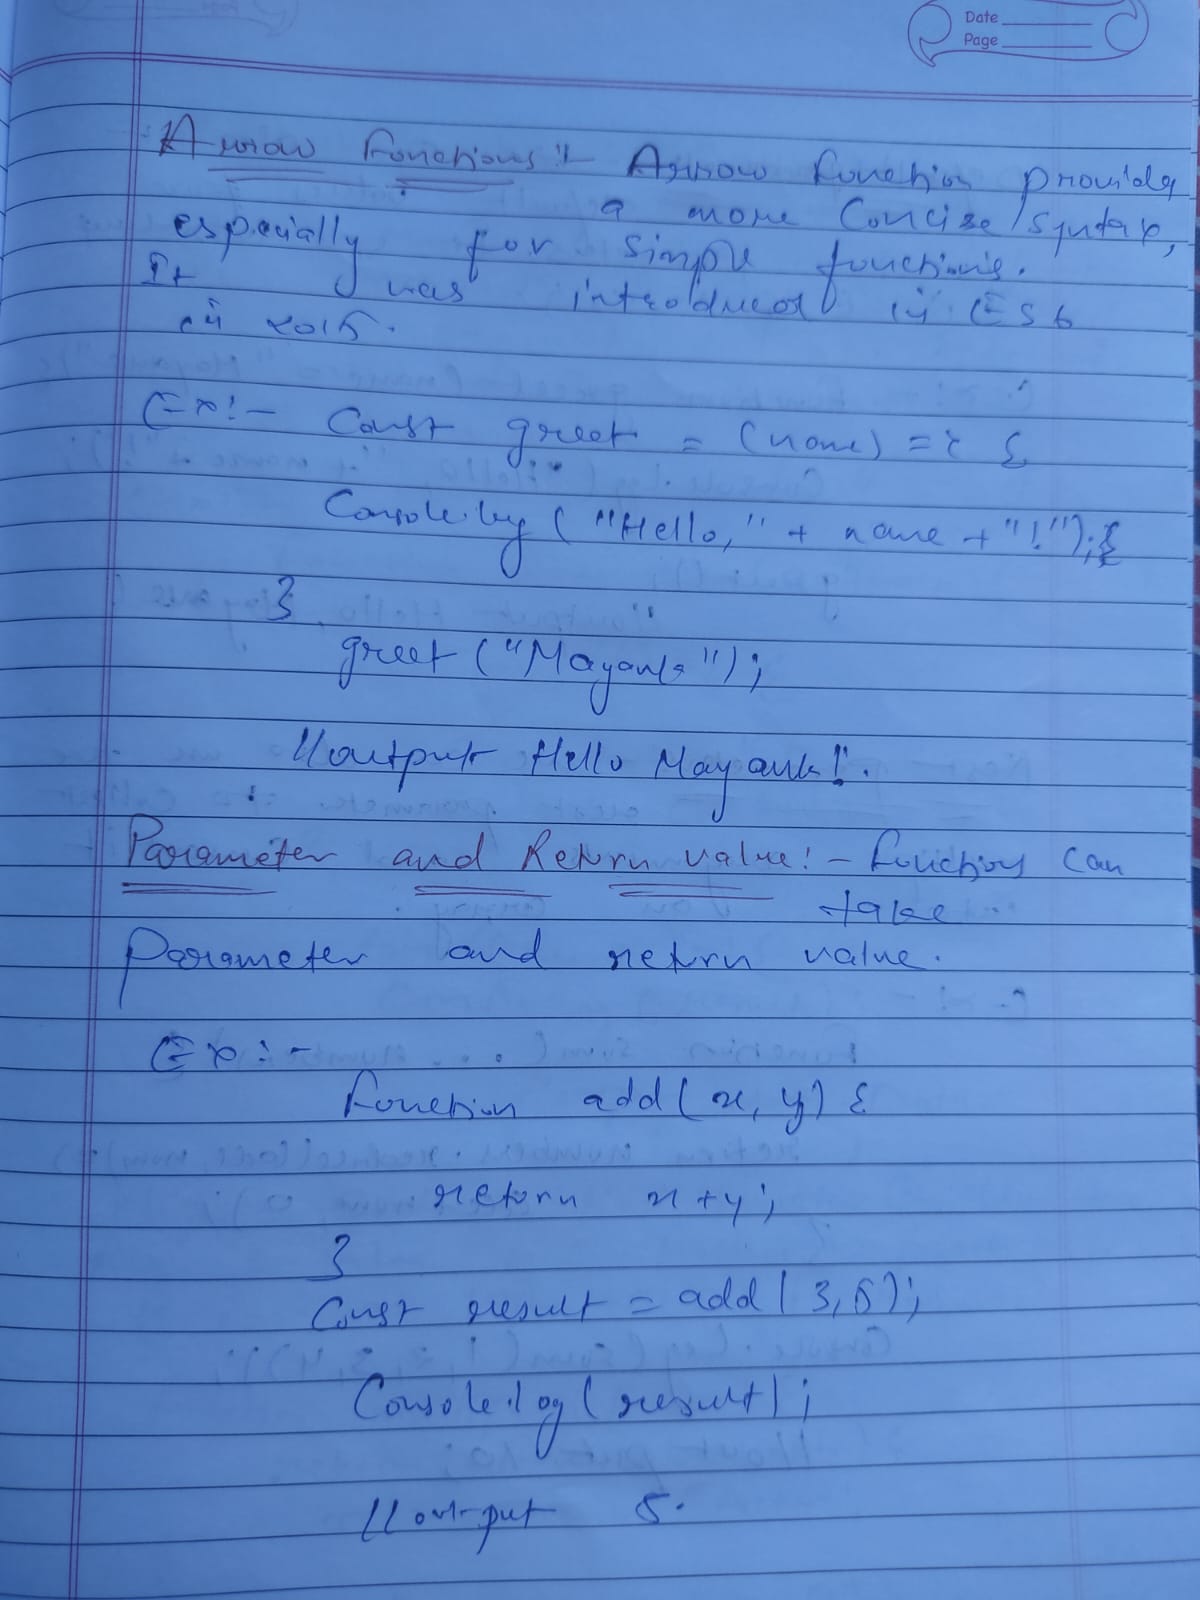 Date
Page
Arrow Functions :- Arrow function provides
a more Concise Syntax,
especially for simple functions.
It was introduced in ES6
in 2015.
Ex:- Const greet = (name) => {
Console.log ("Hello," + name + "!");
}
greet ("Mayank");
//output Hello Mayank!.
Parameter and Return value:- Functions can
take
Parameter and return value.
Ex:-
Function add(x, y) {
return x+y;
}
Const result = add(3,5);
Console.log(result);
//output 5.